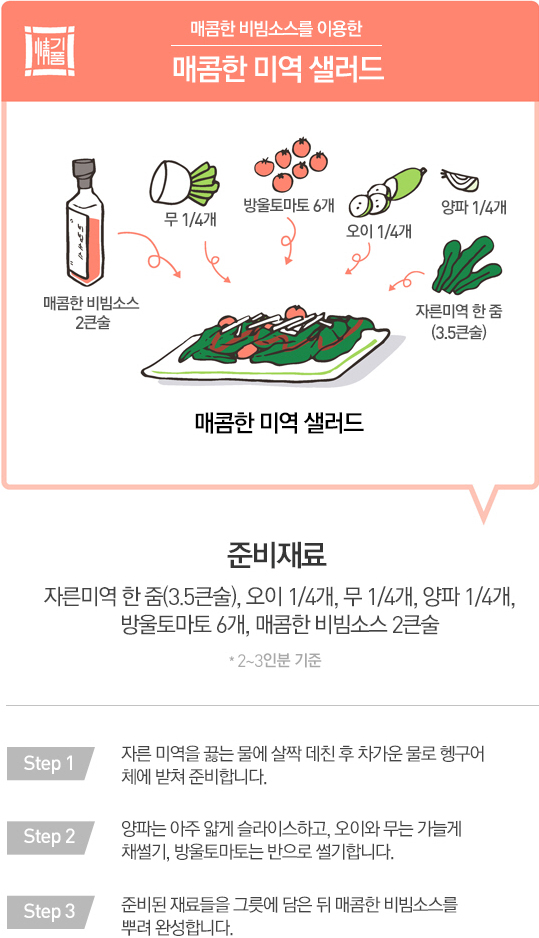 매콤한 비빔소스를 이용한
情기품
매콤한 미역 샐러드
방울토마토 6개
양파 1/4개
무 1/4개
오이 1/4개
비빔소스
매콤한 비빔소스
2큰술
자른미역 한 줌
(3.5큰술)
매콤한 미역 샐러드
준비재료
자른미역 한 줌(3.5큰술), 오이 1/4개, 무 1/4개, 양파 1/4개,
방울토마토 6개, 매콤한 비빔소스 2큰술
* 2~3인분 기준
Step 1
자른 미역을 끓는 물에 살짝 데친 후 차가운 물로 헹구어
체에 받쳐 준비합니다.
Step 2
양파는 아주 얇게 슬라이스하고, 오이와 무는 가늘게
채썰기, 방울토마토는 반으로 썰기합니다.
Step 3
준비된 재료들을 그릇에 담은 뒤 매콤한 비빔소스를
뿌려 완성합니다.